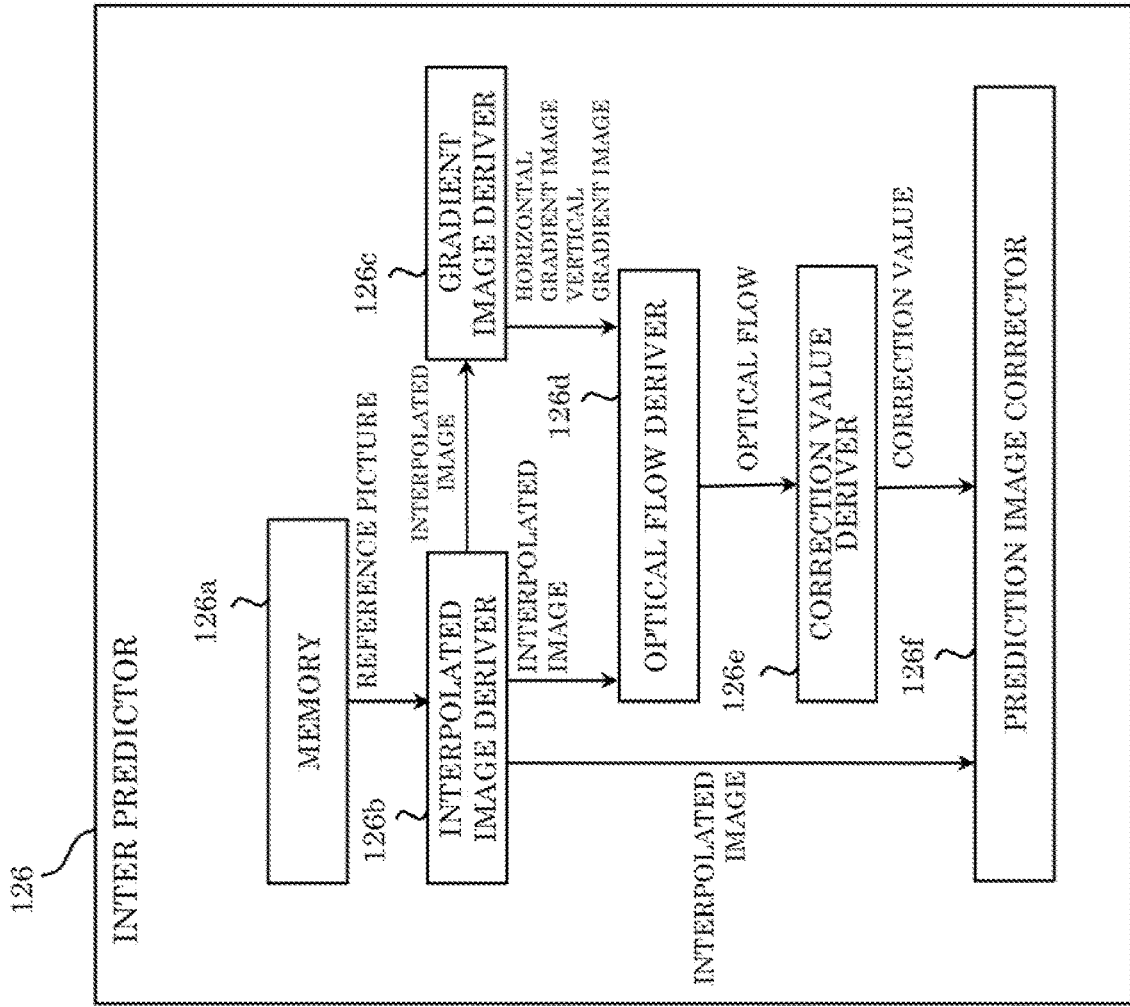 126
INTER PREDICTOR
126a
MEMORY
REFERENCE PICTURE
126b
INTERPOLATED
IMAGE DERIVER
INTERPOLATED
IMAGE
126c
GRADIENT
IMAGE DERIVER
INTERPOLATED
IMAGE
HORIZONTAL
GRADIENT IMAGE
VERTICAL
GRADIENT IMAGE
126d
OPTICAL FLOW DERIVER
OPTICAL FLOW
126e
CORRECTION VALUE
DERIVER
INTERPOLATED
IMAGE
CORRECTION VALUE
126f
PREDICTION IMAGE CORRECTOR